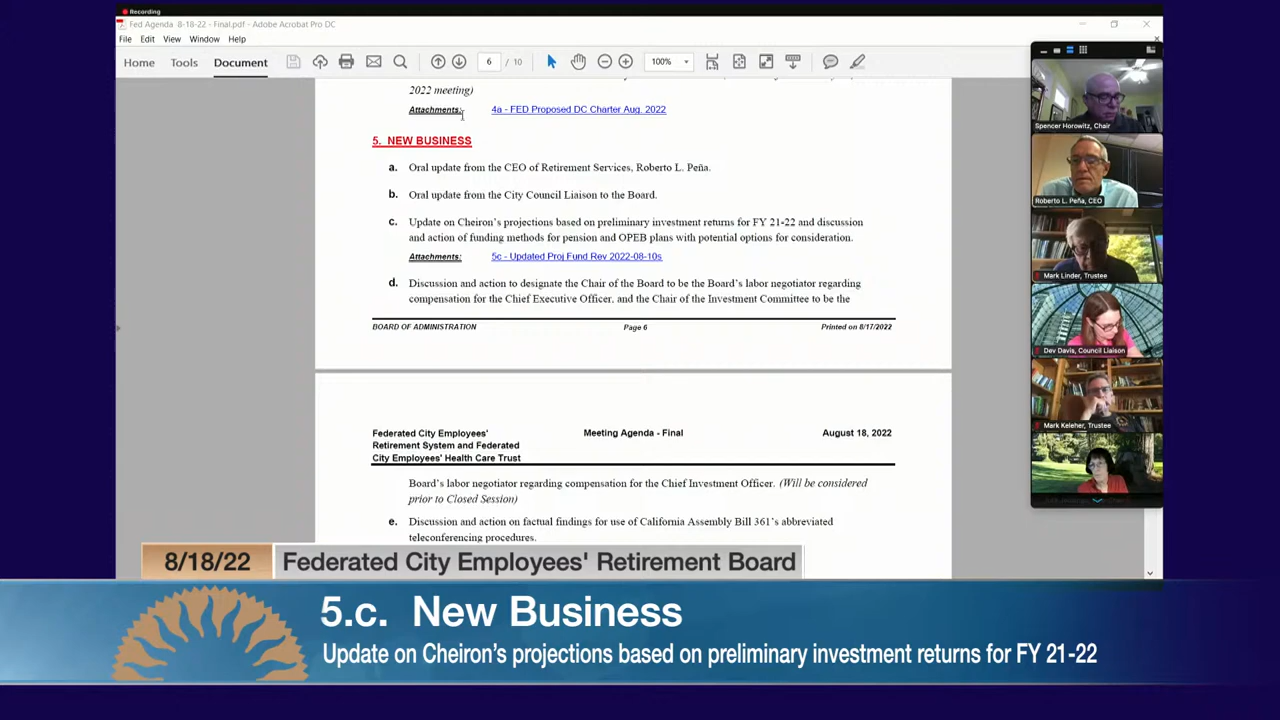 Recording
Fed Agenda 8-18-22 - Final.pdf - Adobe Acrobat Pro DC
File Edit View Window Help
Home Tools Document
6 / 10
100%
2022 meeting)
Attachments: 4a - FED Proposed DC Charter Aug. 2022
5. NEW BUSINESS
a. Oral update from the CEO of Retirement Services, Roberto L. Peña.
b. Oral update from the City Council Liaison to the Board.
c. Update on Cheiron's projections based on preliminary investment returns for FY 21-22 and discussion
and action of funding methods for pension and OPEB plans with potential options for consideration.
Attachments: 5c - Updated Proj Fund Rev 2022-08-10s
d. Discussion and action to designate the Chair of the Board to be the Board's labor negotiator regarding
compensation for the Chief Executive Officer, and the Chair of the Investment Committee to be the
BOARD OF ADMINISTRATION Page 6 Printed on 8/17/2022
Federated City Employees' Meeting Agenda - Final August 18, 2022
Retirement System and Federated
City Employees' Health Care Trust
Board's labor negotiator regarding compensation for the Chief Investment Officer. (Will be considered
prior to Closed Session)
e. Discussion and action on factual findings for use of California Assembly Bill 361's abbreviated
teleconferencing procedures.
Spencer Horowitz, Chair
Roberto L. Peña, CEO
Mark Linder, Trustee
Dev Davis, Council Liaison
Mark Keleher, Trustee
8/18/22 Federated City Employees' Retirement Board
5.c. New Business
Update on Cheiron's projections based on preliminary investment returns for FY 21-22